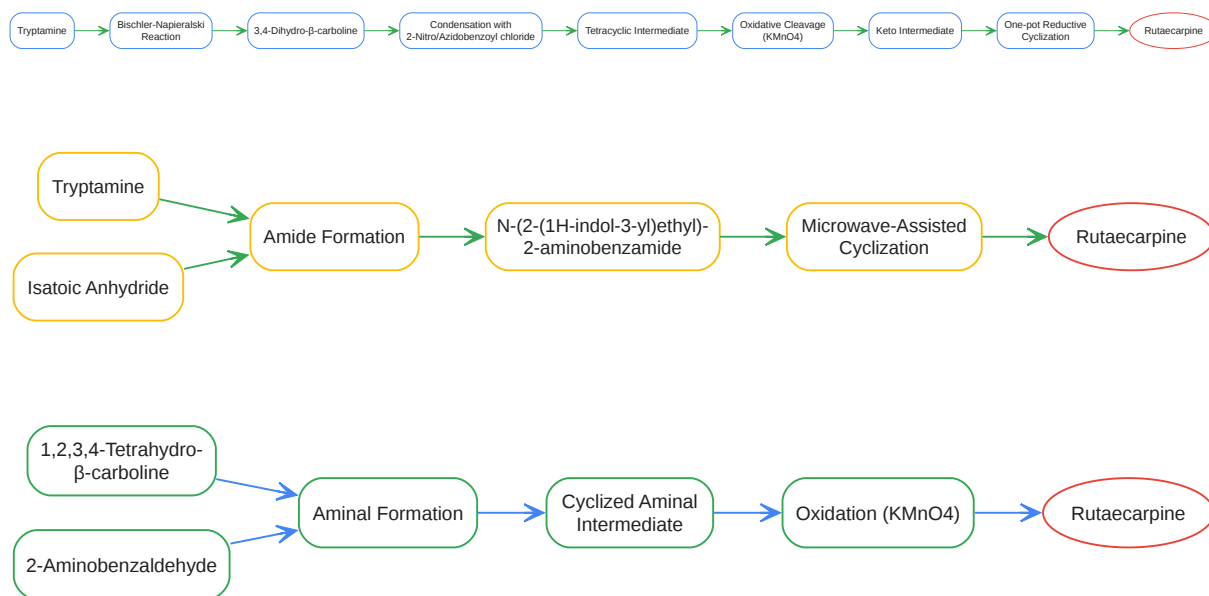 Tryptamine
Bischler-Napieralski
Reaction
3,4-Dihydro-β-carboline
Condensation with
2-Nitro/Azidobenzoyl chloride
Tetracyclic Intermediate
Oxidative Cleavage
(KMnO4)
Keto Intermediate
One-pot Reductive
Cyclization
Rutaecarpine
Tryptamine
Isatoic Anhydride
Amide Formation
N-(2-(1H-indol-3-yl)ethyl)-
2-aminobenzamide
Microwave-Assisted
Cyclization
Rutaecarpine
1,2,3,4-Tetrahydro-
β-carboline
2-Aminobenzaldehyde
Aminal Formation
Cyclized Aminal
Intermediate
Oxidation (KMnO4)
Rutaecarpine